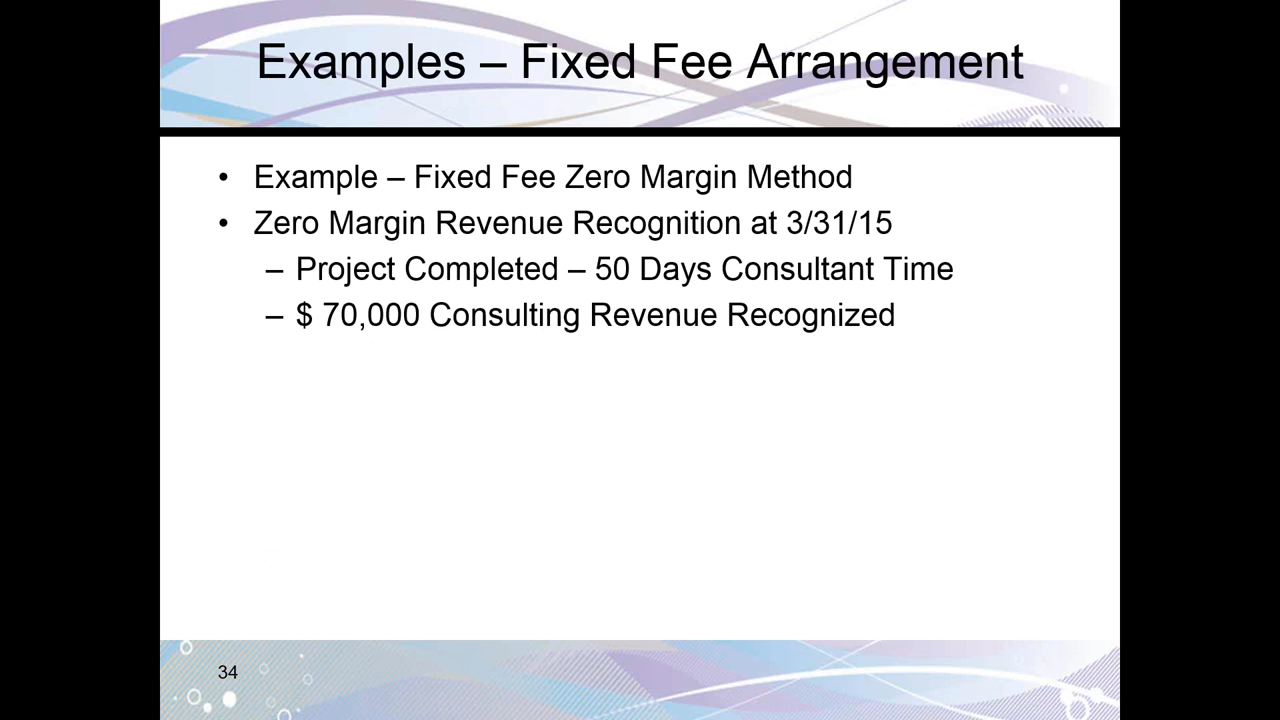 Examples – Fixed Fee Arrangement
• Example – Fixed Fee Zero Margin Method
• Zero Margin Revenue Recognition at 3/31/15
– Project Completed – 50 Days Consultant Time
– $ 70,000 Consulting Revenue Recognized
34